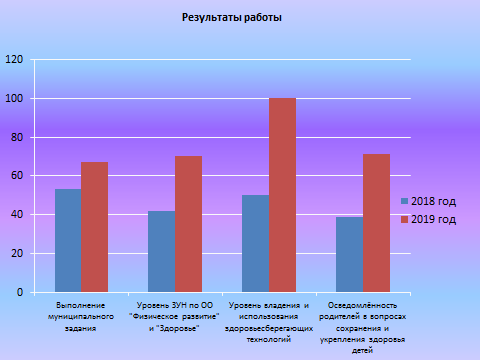 Результаты работы
120
100
80
60
40
20
0
2018 год
2019 год
Выполнение
муниципального
задания
Уровень ЗУН по ОО
"Физическое развитие"
и "Здоровье"
Уровень владения и
использования
здоровьесберегающих
технологий
Осведомлённость
родителей в вопросах
сохранения и
укрепления здоровья
детей